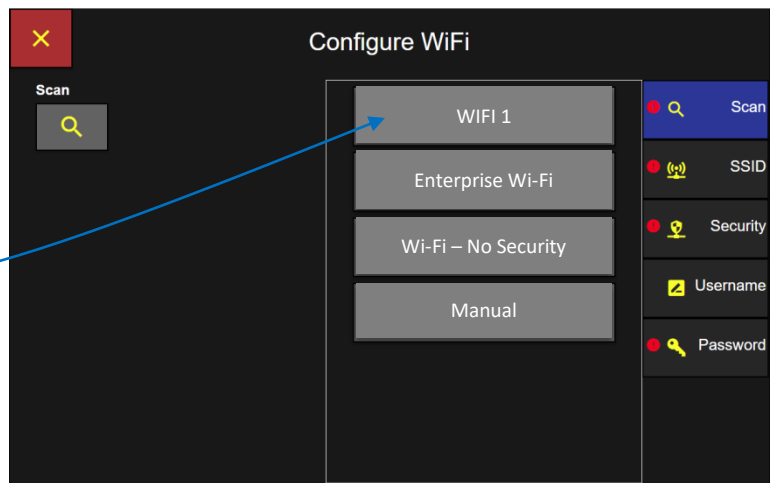 Configure WiFi
Scan
WIFI 1
Enterprise Wi-Fi
Wi-Fi – No Security
Manual
Scan
SSID
Security
Username
Password